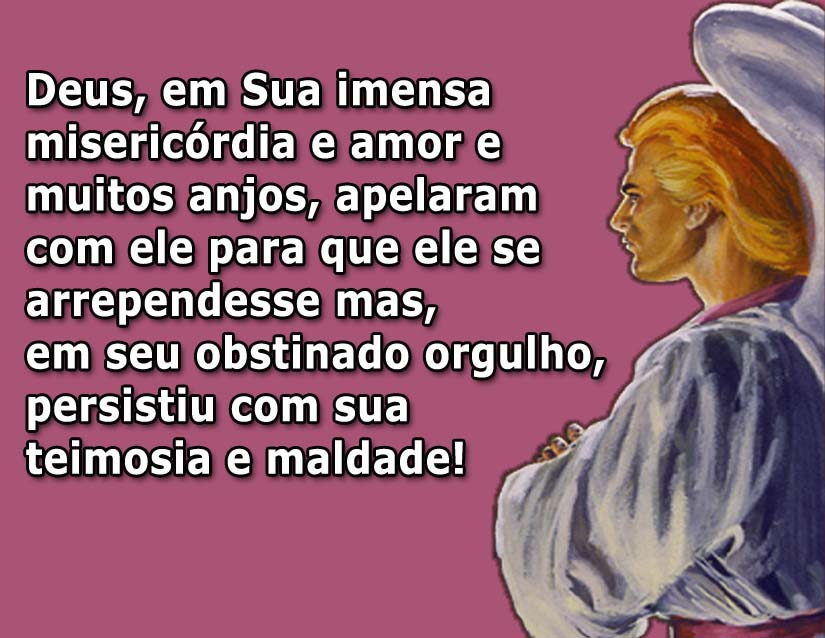 Deus, em Sua imensa
misericórdia e amor e
muitos anjos, apelaram
com ele para que ele se
arrependesse mas,
em seu obstinado orgulho,
persistiu com sua
teimosia e maldade!